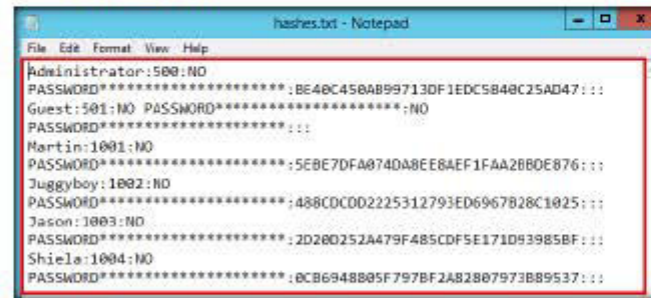 hashes.txt - Notepad
File Edit Format View Help
Administrator:500:NO
PASSWORD*********************:BE40C450AB99713DF1EDC5B40C25AD47:::
Guest:501:NO PASSWORD*********************:NO
PASSWORD*********************:::
Martin:1001:NO
PASSWORD*********************:5EBE7DFA074DA8EE8AEF1FAA2BBDE876:::
Juggyboy:1002:NO
PASSWORD*********************:488CDCDD2225312793ED6967B28C1025:::
Jason:1003:NO
PASSWORD*********************:2D20D252A479F485CDF5E171D93985BF:::
Shiela:1004:NO
PASSWORD*********************:0CB6948805F797BF2A82807973B89537:::